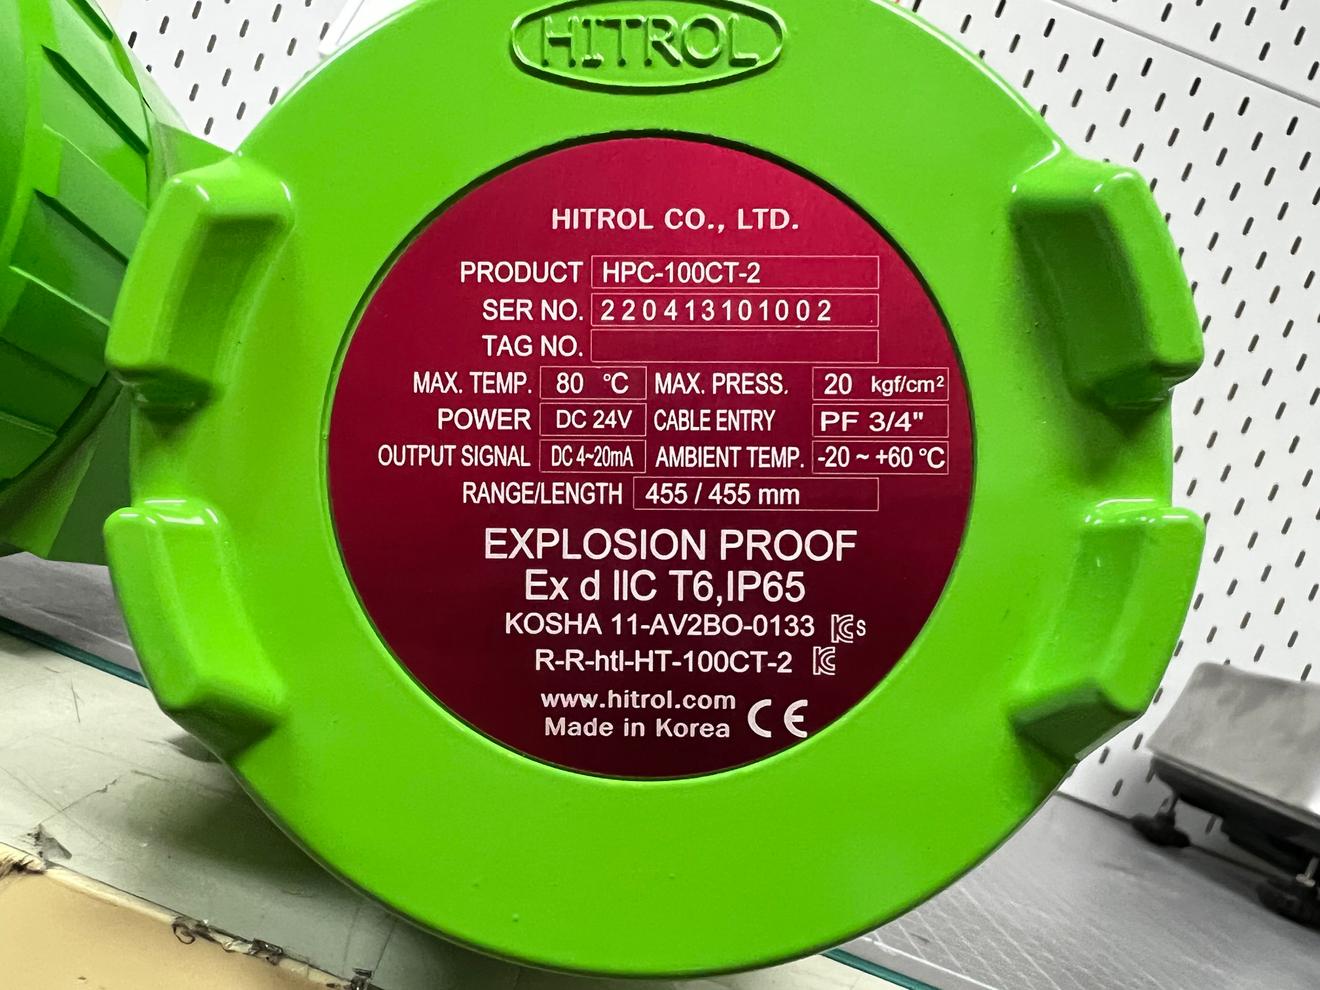 HITROL
HITROL CO., LTD.
PRODUCT HPC-100CT-2
SER NO. 220413101002
TAG NO.
MAX. TEMP. 80 °C MAX. PRESS. 20 kgf/cm²
POWER DC 24V CABLE ENTRY PF 3/4"
OUTPUT SIGNAL DC 4~20mA AMBIENT TEMP. -20 ~ +60 °C
RANGE/LENGTH 455 / 455 mm
EXPLOSION PROOF
Ex d IIC T6,IP65
KOSHA 11-AV2BO-0133 KCs
R-R-htl-HT-100CT-2 KC
www.hitrol.com
Made in Korea CE